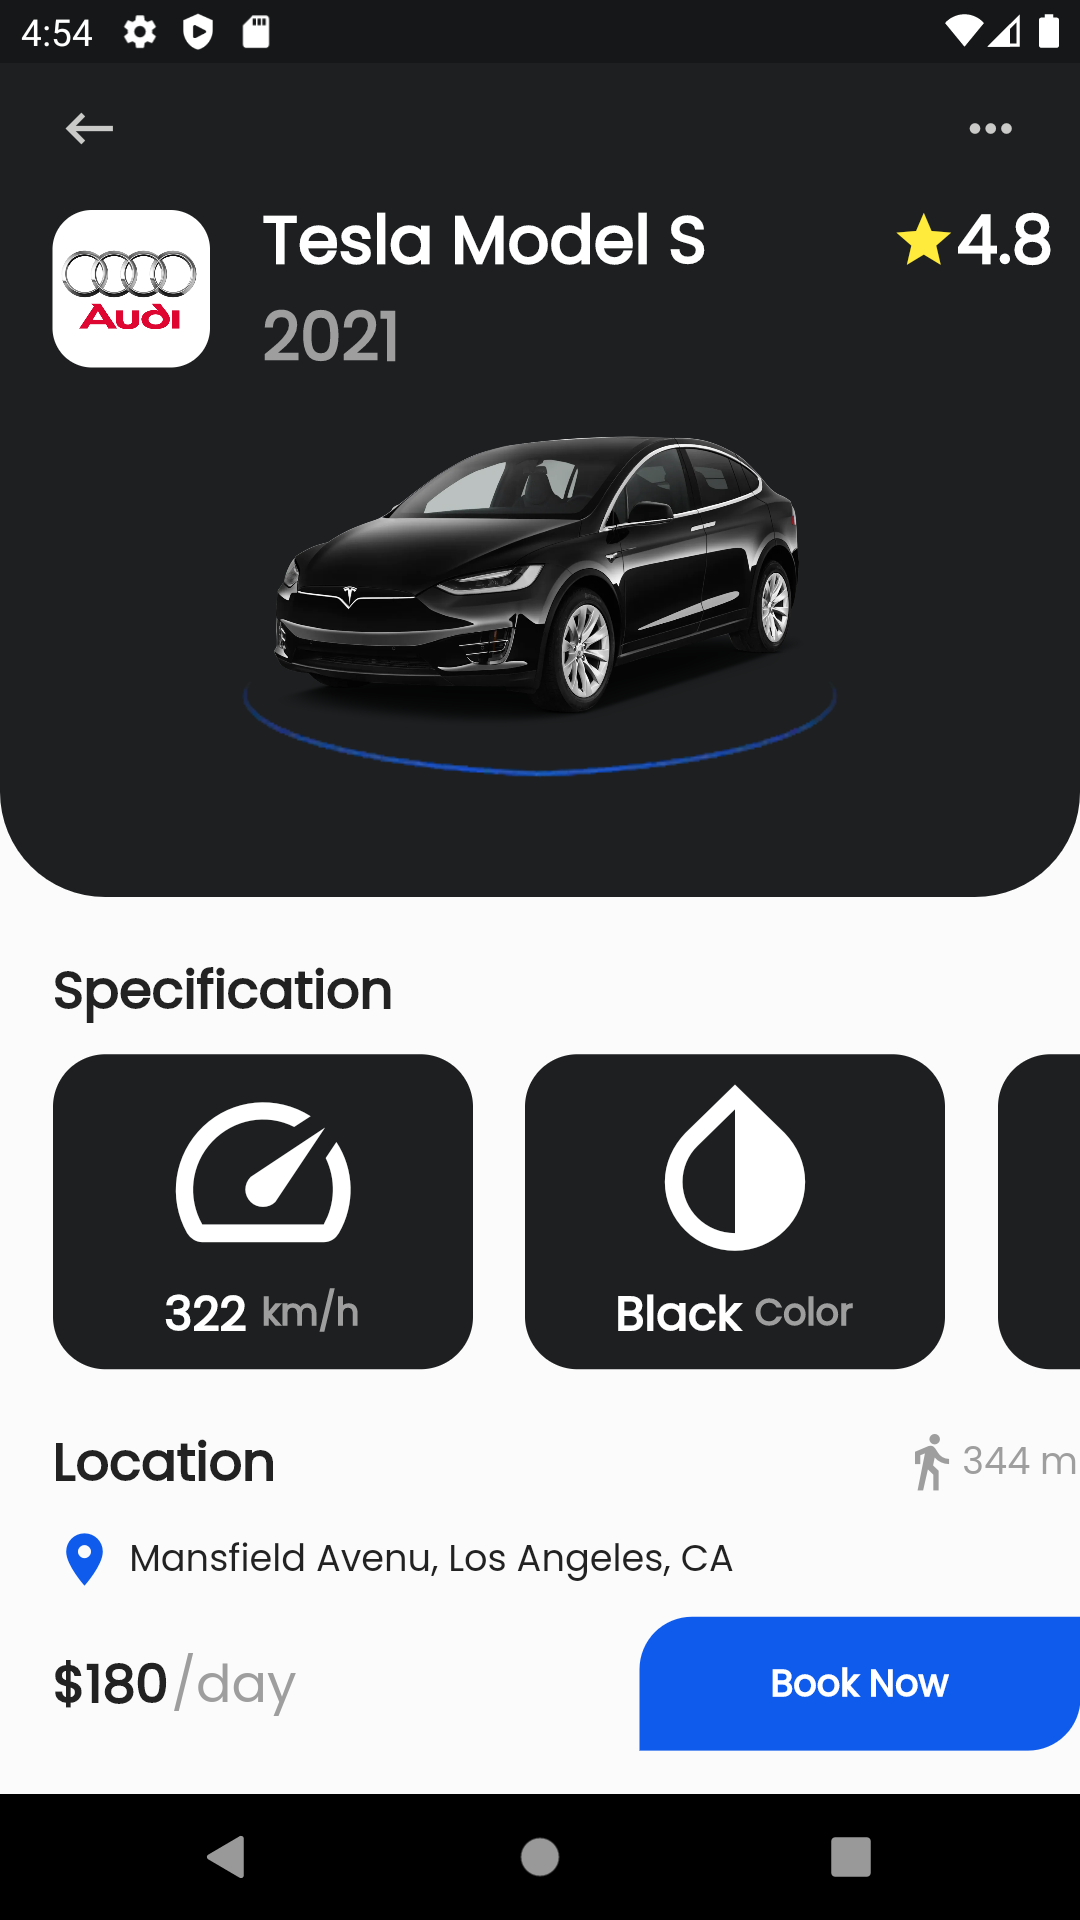 4:54
Tesla Model S
4.8
Audi
2021
Specification
322 km/h
Black Color
Location
344 m
Mansfield Avenu, Los Angeles, CA
$180/day
Book Now